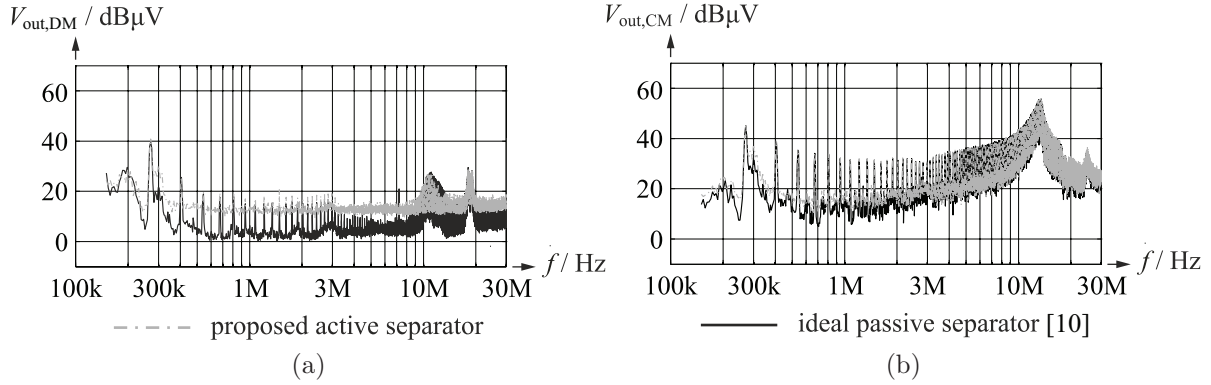 V_out,DM / dBμV
60
40
20
0
100k 300k 1M 3M 10M 30M
f / Hz
proposed active separator
(a)
V_out,CM / dBμV
60
40
20
0
100k 300k 1M 3M 10M 30M
f / Hz
ideal passive separator [10]
(b)